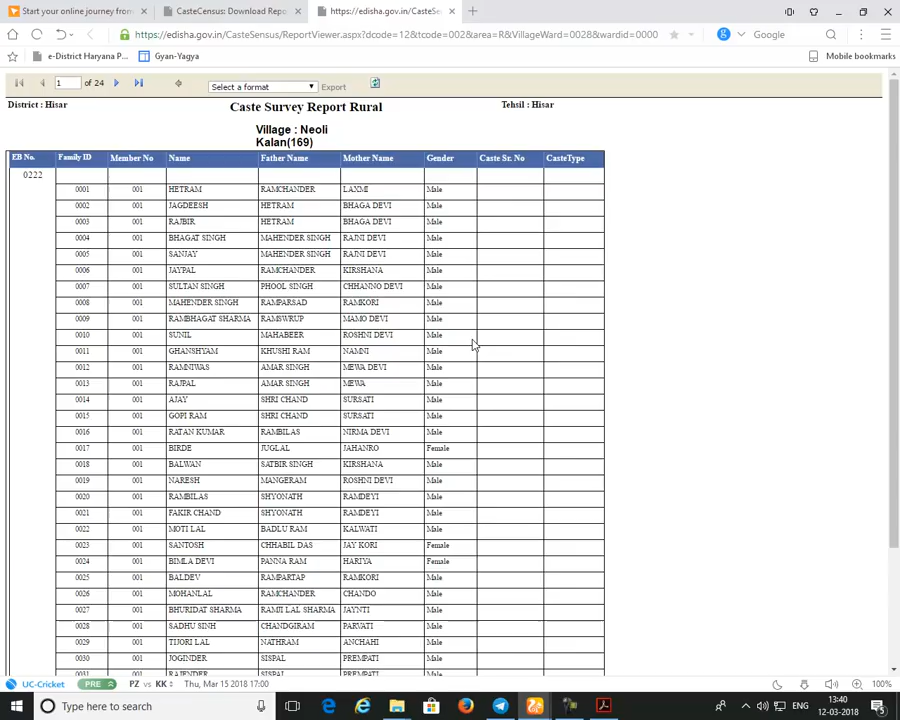 Start your online journey from
CasteCensus: Download Repo
https://edisha.gov.in/CasteSe
https://edisha.gov.in/CasteSensus/ReportViewer.aspx?dcode=12&tcode=002&area=R&VillageWard=0028&wardid=0000
Google
e-District Haryana P...
Gyan-Yagya
Mobile bookmarks
1 of 24 Select a format Export
District : Hisar Caste Survey Report Rural Tehsil : Hisar
Village : Neoli
Kalan(169)
EB No. Family ID Member No Name Father Name Mother Name Gender Caste Sr. No CasteType
0222
0001 001 HETRAM RAMCHANDER LAXMI Male
0002 001 JAGDEESH HETRAM BHAGA DEVI Male
0003 001 RAJBIR HETRAM BHAGA DEVI Male
0004 001 BHAGAT SINGH MAHENDER SINGH RAJNI DEVI Male
0005 001 SANJAY MAHENDER SINGH RAJNI DEVI Male
0006 001 JAYPAL RAMCHANDER KIRSHANA Male
0007 001 SULTAN SINGH PHOOL SINGH CHHANNO DEVI Male
0008 001 MAHENDER SINGH RAMPARSAD RAMKORI Male
0009 001 RAMBHAGAT SHARMA RAMSWRUP MAMO DEVI Male
0010 001 SUNIL MAHABEER ROSHNI DEVI Male
0011 001 GHANSHYAM KHUSHI RAM NAMNI Male
0012 001 RAMNIWAS AMAR SINGH MEWA DEVI Male
0013 001 RAJPAL AMAR SINGH MEWA Male
0014 001 AJAY SHRI CHAND SURSATI Male
0015 001 GOPI RAM SHRI CHAND SURSATI Male
0016 001 RATAN KUMAR RAMBILAS NIRMA DEVI Male
0017 001 BIRDE JUGLAL JAHANRO Female
0018 001 BALWAN SATBIR SINGH KIRSHANA Male
0019 001 NARESH MANGERAM ROSHNI DEVI Male
0020 001 RAMBILAS SHYONATH RAMDEYI Male
0021 001 FAKIR CHAND SHYONATH RAMDEYI Male
0022 001 MOTI LAL BADLU RAM KALWATI Male
0023 001 SANTOSH CHHABIL DAS JAY KORI Female
0024 001 BIMLA DEVI PANNA RAM HARIYA Female
0025 001 BALDEV RAMPARTAP RAMKORI Male
0026 001 MOHANLAL RAMCHANDER CHANDO Male
0027 001 BHURIDAT SHARMA RAMJI LAL SHARMA JAYNTI Male
0028 001 SADHU SINH CHANDGIRAM PARVATI Male
0029 001 TIJORI LAL NATHRAM ANCHAHI Male
0030 001 JOGINDER SISPAL PREMPATI Male
0031 001 RAJENDER SISPAL PREMPATI Male
UC-Cricket PRE PZ vs KK Thu, Mar 15 2018 17:00 100%
Type here to search ENG 13:40
12-03-2018 5